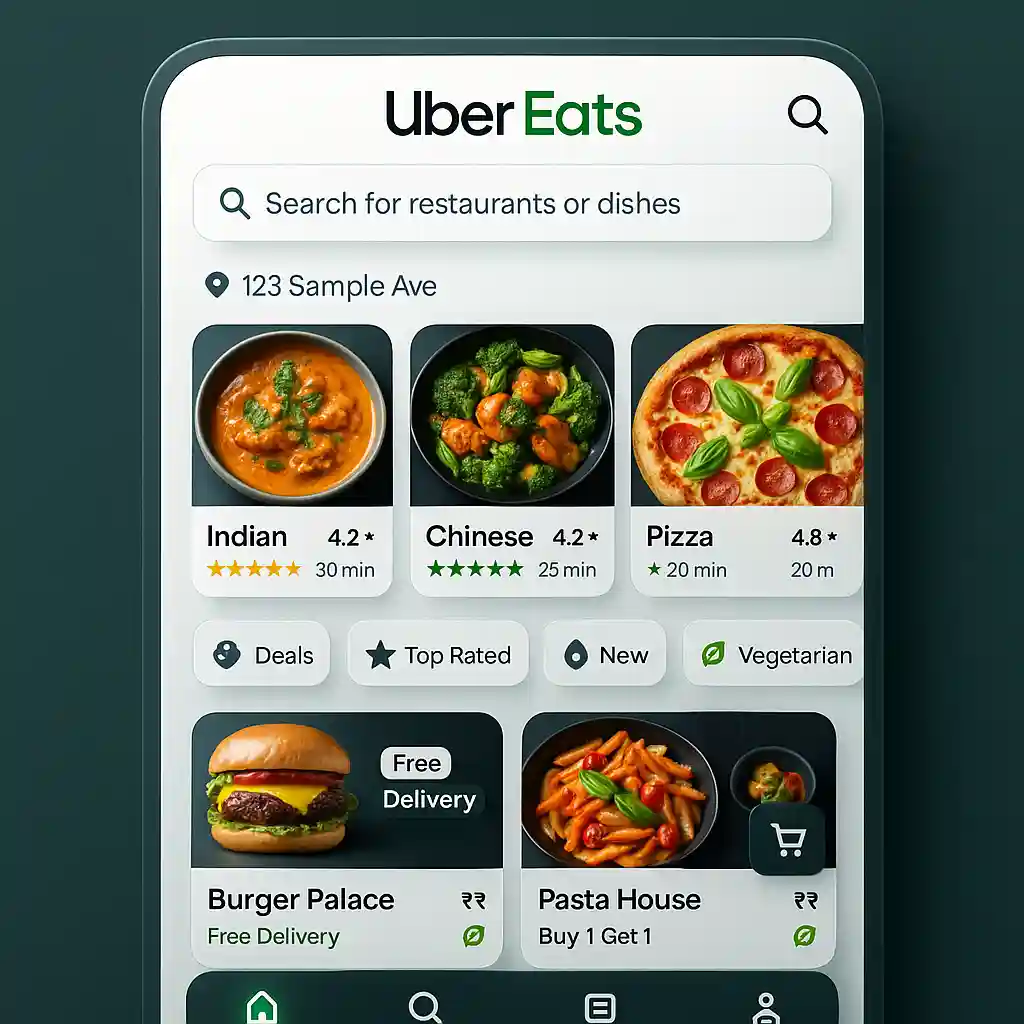 Uber Eats
Search for restaurants or dishes
123 Sample Ave
Indian 4.2 ★
★★★★★ 30 min
Chinese 4.2 ★
★★★★★ 25 min
Pizza 4.8 ★
★ 20 min 20 m
Deals
Top Rated
New
Vegetarian
Free
Delivery
Burger Palace ₹₹
Free Delivery
Pasta House ₹₹
Buy 1 Get 1